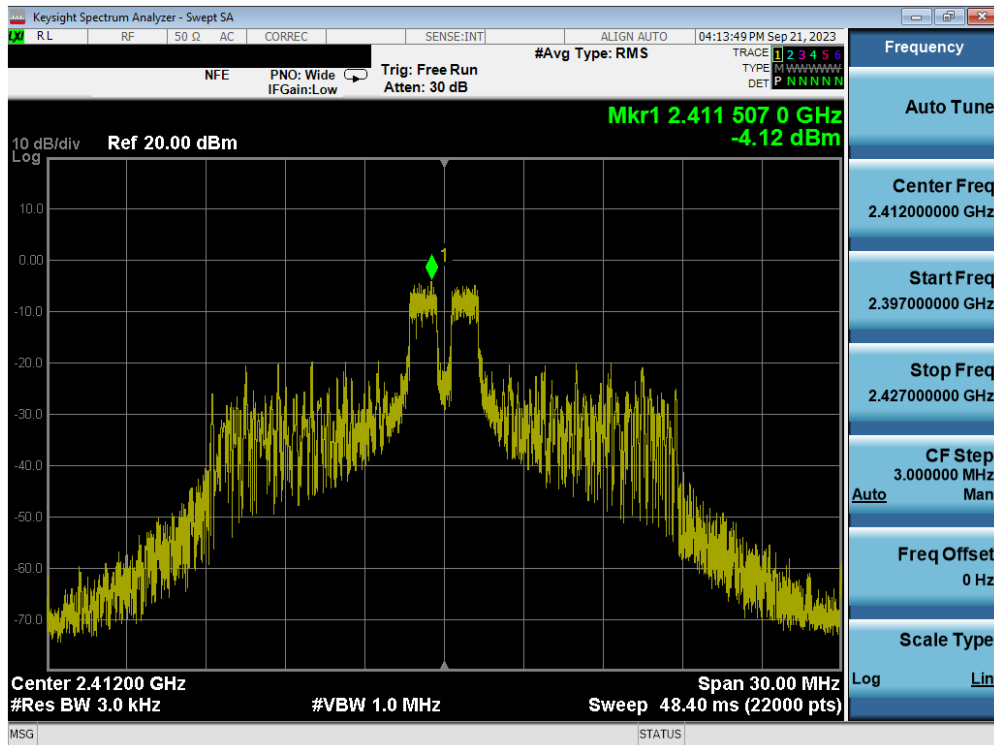 Keysight Spectrum Analyzer - Swept SA
LXI RL RF 50 Ω AC CORREC SENSE:INT ALIGN AUTO 04:13:49 PM Sep 21, 2023
NFE PNO: Wide IFGain:Low Trig: Free Run Atten: 30 dB #Avg Type: RMS
TRACE 1 2 3 4 5 6
TYPE M W W W W W
DET P N N N N N
Mkr1 2.411 507 0 GHz
-4.12 dBm
10 dB/div Ref 20.00 dBm
Log
1
10.0
0.00
-10.0
-20.0
-30.0
-40.0
-50.0
-60.0
-70.0
Center 2.41200 GHz Span 30.00 MHz
#Res BW 3.0 kHz #VBW 1.0 MHz Sweep 48.40 ms (22000 pts)
MSG STATUS
Frequency
Auto Tune
Center Freq
2.412000000 GHz
Start Freq
2.397000000 GHz
Stop Freq
2.427000000 GHz
CF Step
3.000000 MHz
Auto Man
Freq Offset
0 Hz
Scale Type
Log Lin